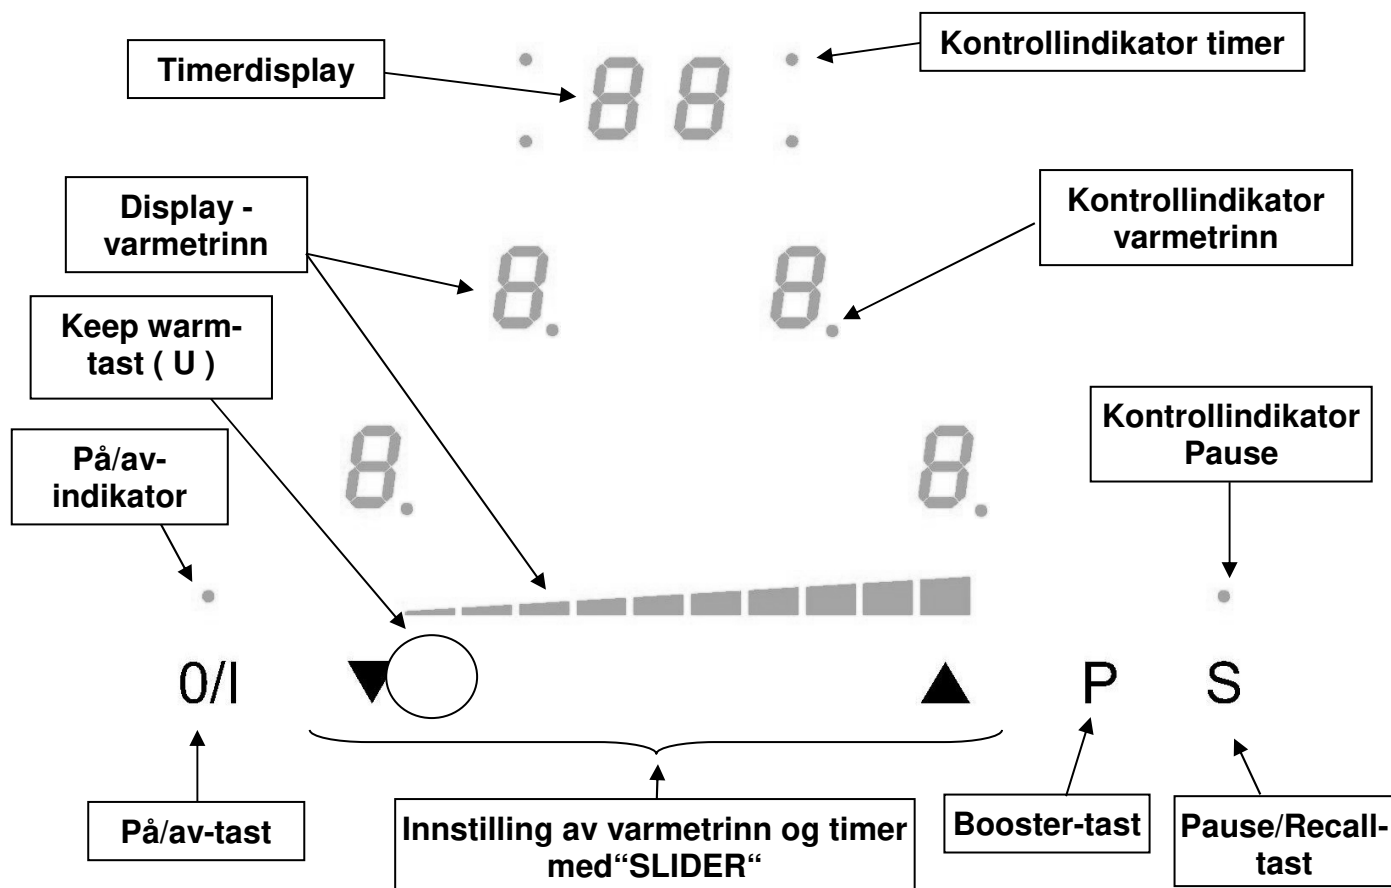 Timerdisplay
Kontrollindikator timer
88
Display -
varmetrinn
Kontrollindikator
varmetrinn
8.
8.
Keep warm-
tast ( U )
På/av-
indikator
Kontrollindikator
Pause
8.
8.
0/I
▼
▲
P
S
På/av-tast
Innstilling av varmetrinn og timer
med“SLIDER“
Booster-tast
Pause/Recall-
tast